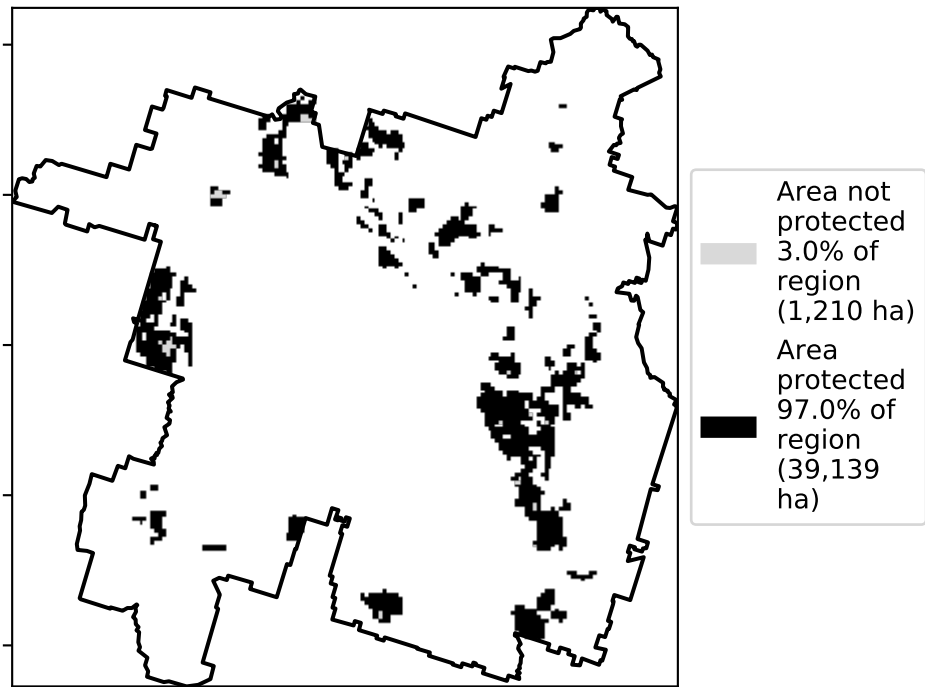 Area not
protected
3.0% of
region
(1,210 ha)
Area
protected
97.0% of
region
(39,139
ha)